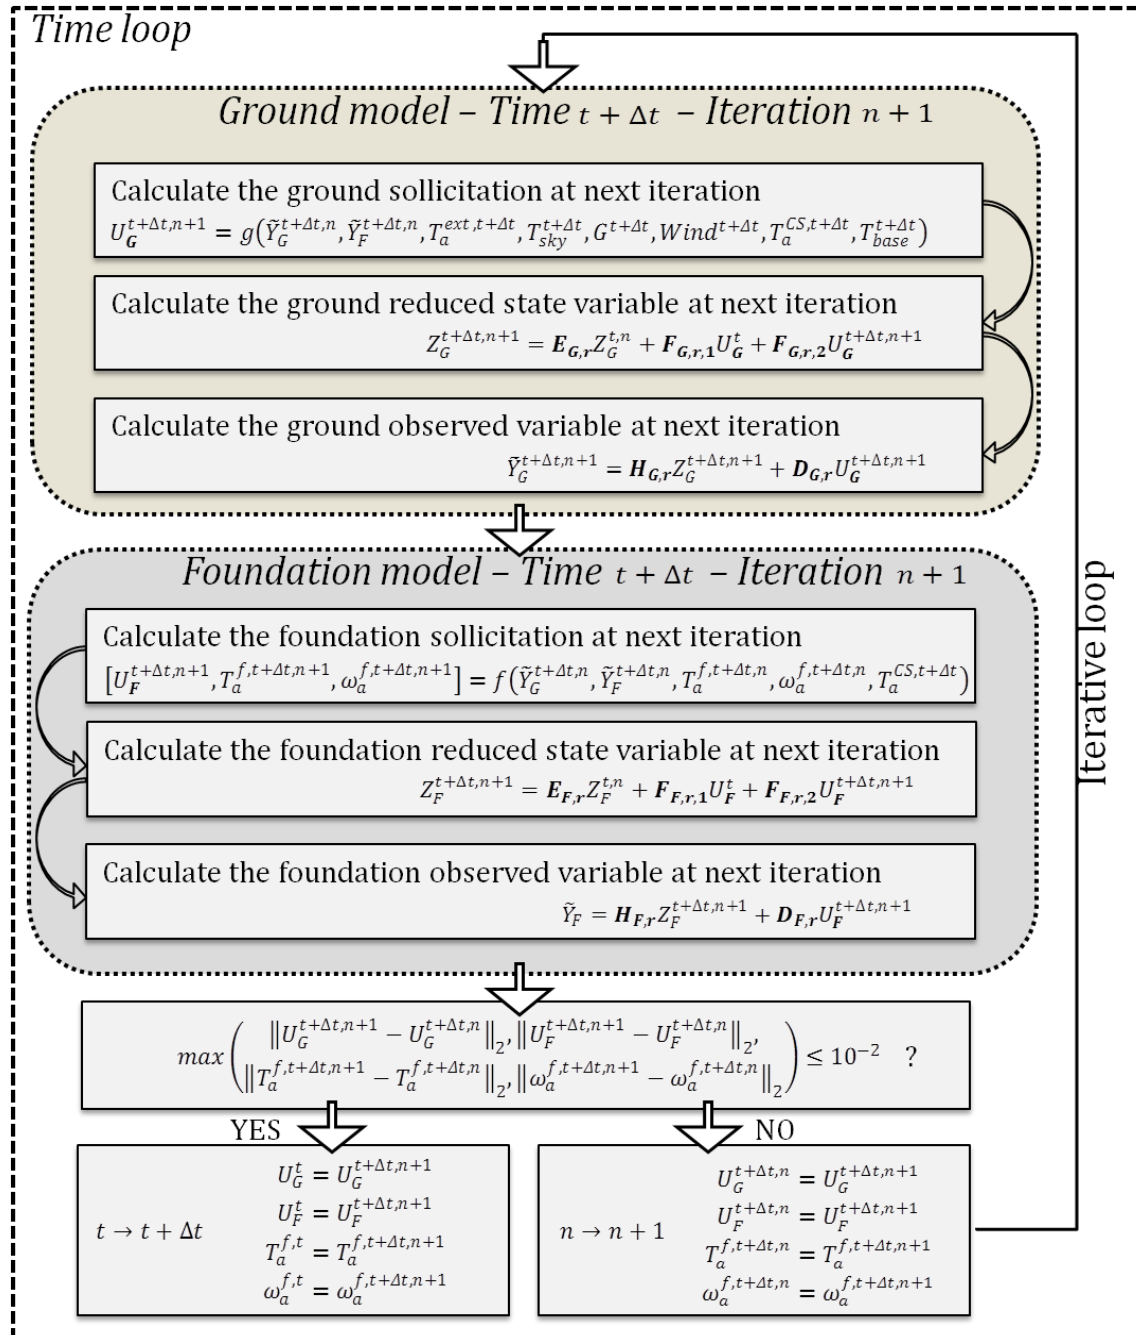 Time loop
Ground model – Time t + Δt – Iteration n + 1
Calculate the ground sollicitation at next iteration
U_G^{t+Δt,n+1} = g(Ỹ_G^{t+Δt,n}, Ỹ_F^{t+Δt,n}, T_a^{ext,t+Δt}, T_{sky}^{t+Δt}, G^{t+Δt}, Wind^{t+Δt}, T_a^{CS,t+Δt}, T_{base}^{t+Δt})
Calculate the ground reduced state variable at next iteration
Z_G^{t+Δt,n+1} = E_{G,r} Z_G^{t,n} + F_{G,r,1} U_G^t + F_{G,r,2} U_G^{t+Δt,n+1}
Calculate the ground observed variable at next iteration
Ỹ_G^{t+Δt,n+1} = H_{G,r} Z_G^{t+Δt,n+1} + D_{G,r} U_G^{t+Δt,n+1}
Foundation model – Time t + Δt – Iteration n + 1
Calculate the foundation sollicitation at next iteration
[U_F^{t+Δt,n+1}, T_a^{f,t+Δt,n+1}, ω_a^{f,t+Δt,n+1}] = f(Ỹ_G^{t+Δt,n}, Ỹ_F^{t+Δt,n}, T_a^{f,t+Δt,n}, ω_a^{f,t+Δt,n}, T_a^{CS,t+Δt})
Calculate the foundation reduced state variable at next iteration
Z_F^{t+Δt,n+1} = E_{F,r} Z_F^{t,n} + F_{F,r,1} U_F^t + F_{F,r,2} U_F^{t+Δt,n+1}
Calculate the foundation observed variable at next iteration
Ỹ_F = H_{F,r} Z_F^{t+Δt,n+1} + D_{F,r} U_F^{t+Δt,n+1}
Iterative loop
max(‖U_G^{t+Δt,n+1} − U_G^{t+Δt,n}‖_2, ‖U_F^{t+Δt,n+1} − U_F^{t+Δt,n}‖_2,
‖T_a^{f,t+Δt,n+1} − T_a^{f,t+Δt,n}‖_2, ‖ω_a^{f,t+Δt,n+1} − ω_a^{f,t+Δt,n}‖_2) ≤ 10^{−2} ?
YES
t → t + Δt
U_G^t = U_G^{t+Δt,n+1}
U_F^t = U_F^{t+Δt,n+1}
T_a^{f,t} = T_a^{f,t+Δt,n+1}
ω_a^{f,t} = ω_a^{f,t+Δt,n+1}
NO
n → n + 1
U_G^{t+Δt,n} = U_G^{t+Δt,n+1}
U_F^{t+Δt,n} = U_F^{t+Δt,n+1}
T_a^{f,t+Δt,n} = T_a^{f,t+Δt,n+1}
ω_a^{f,t+Δt,n} = ω_a^{f,t+Δt,n+1}